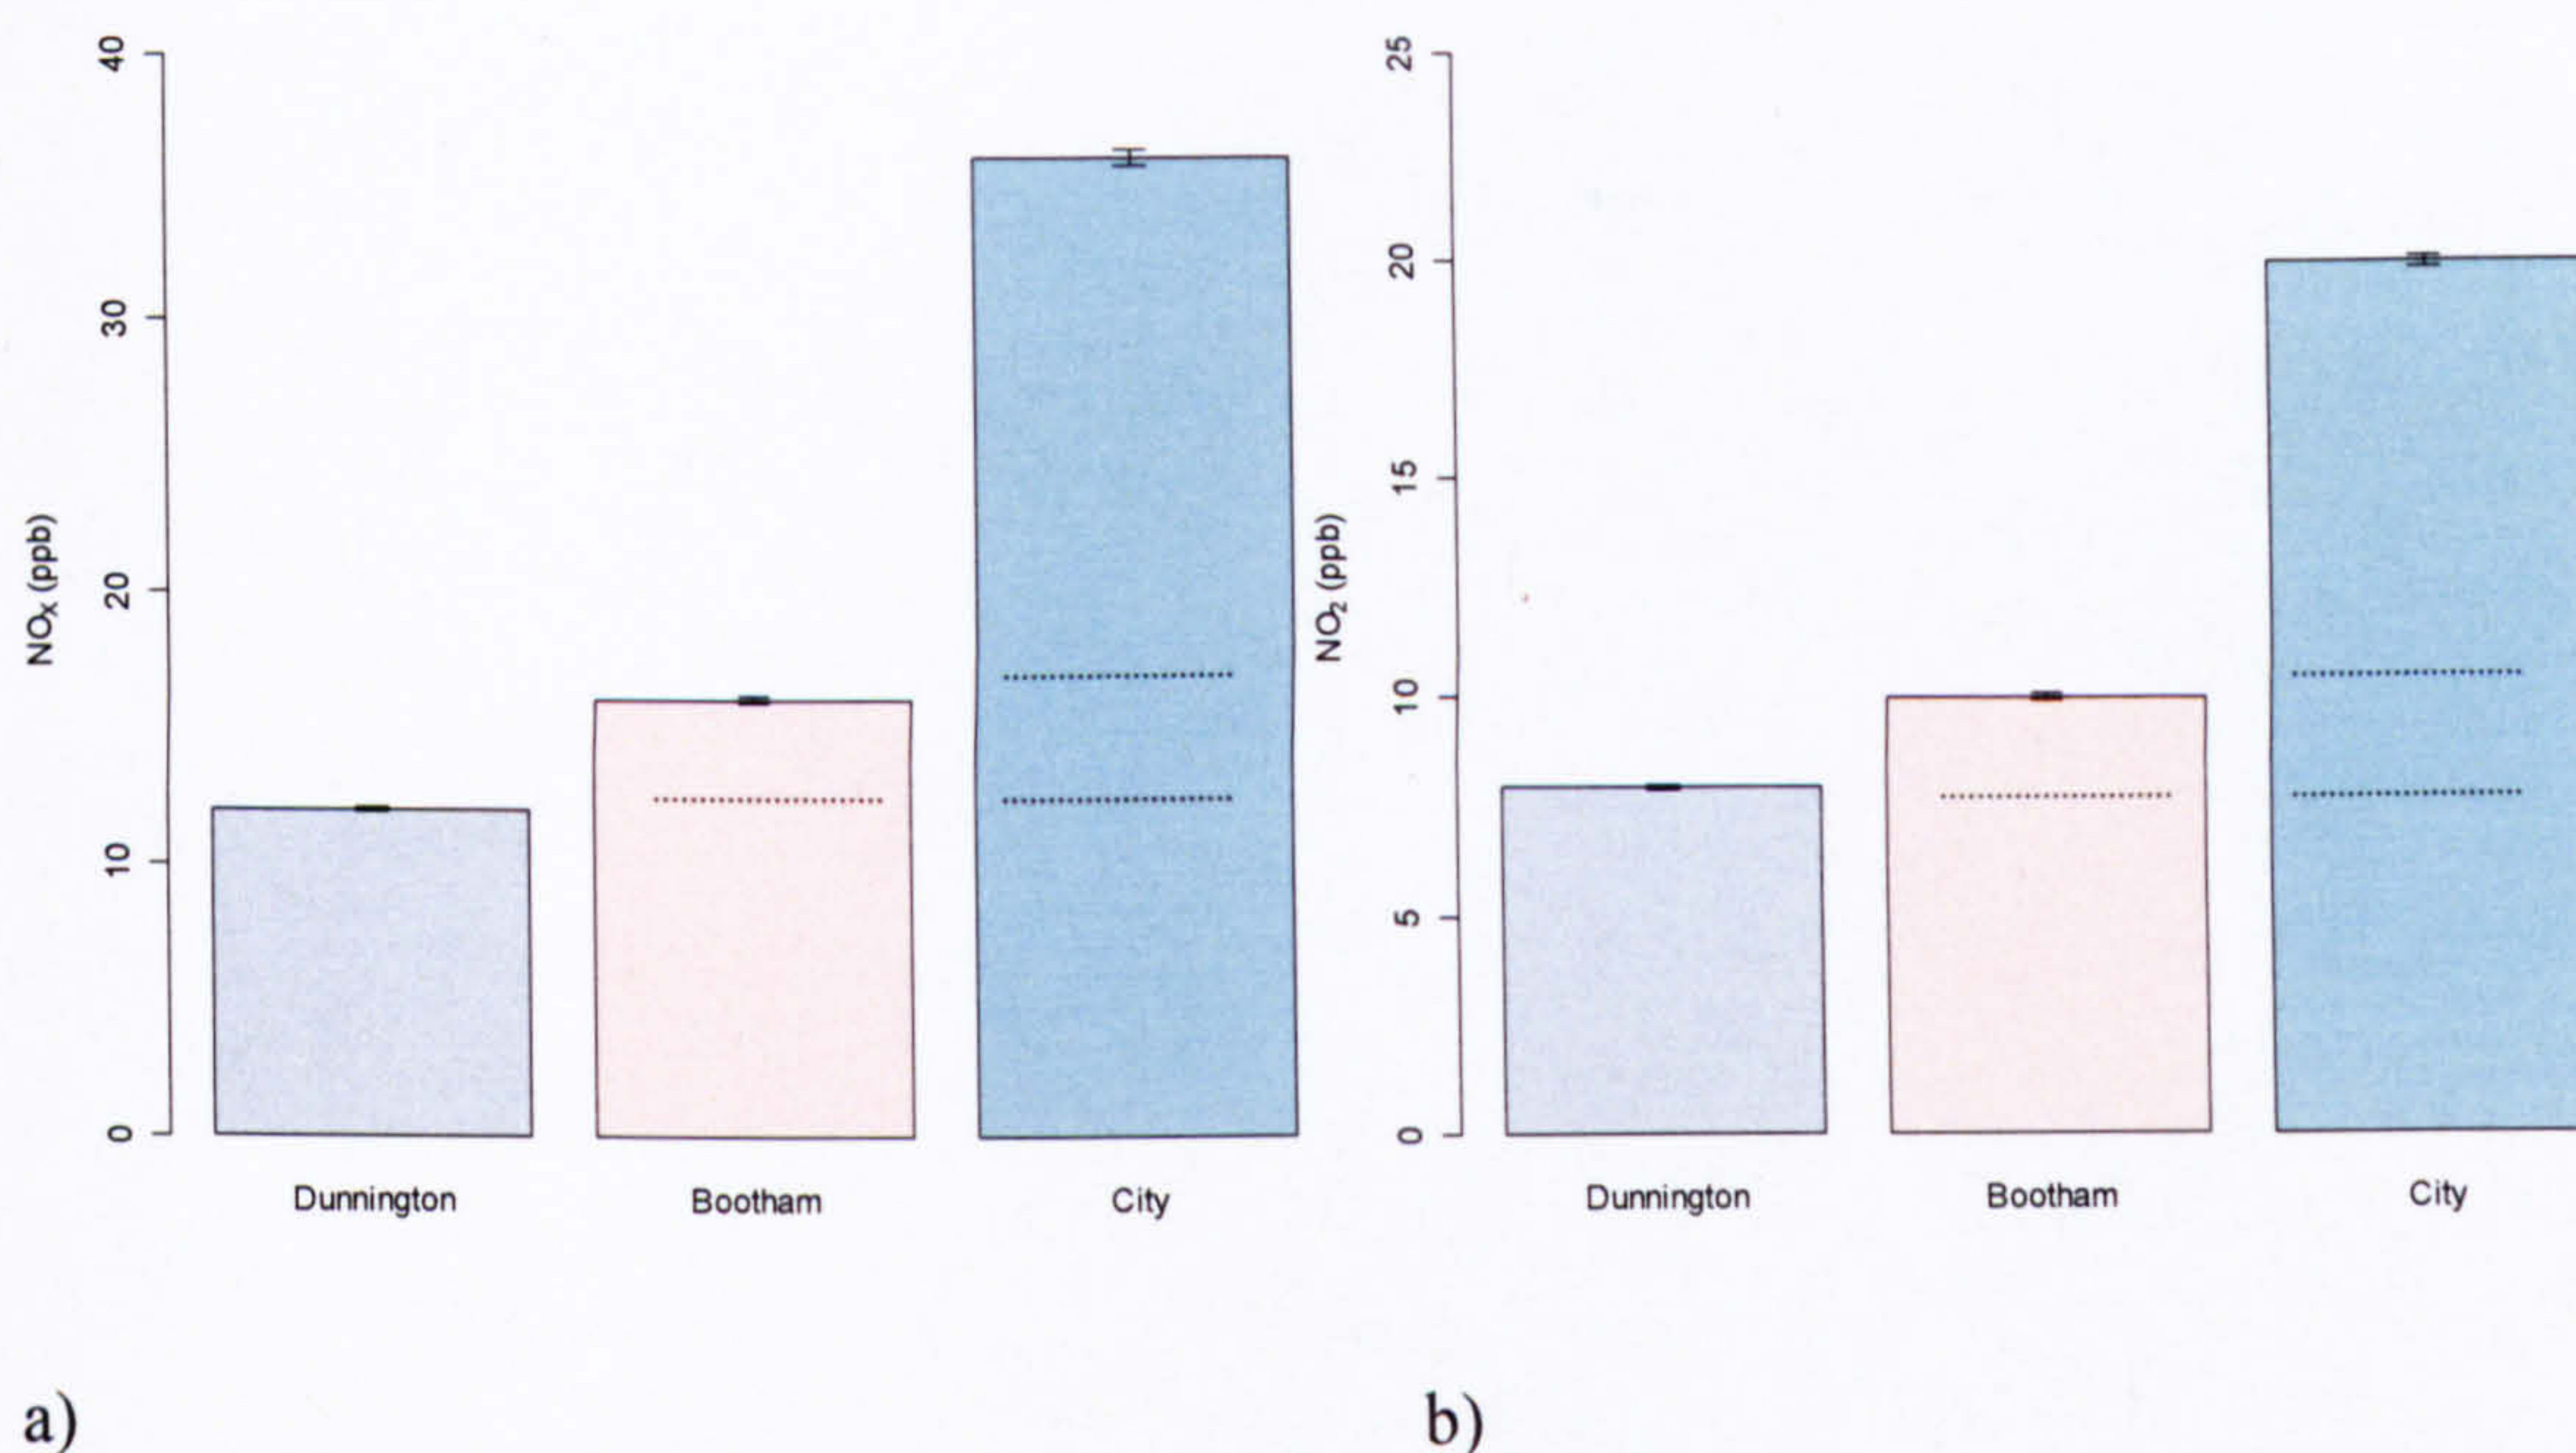 NOₓ (ppb)
40
30
20
10
0
Dunnington
Bootham
City
a)
NO₂ (ppb)
25
20
15
10
5
0
Dunnington
Bootham
City
b)